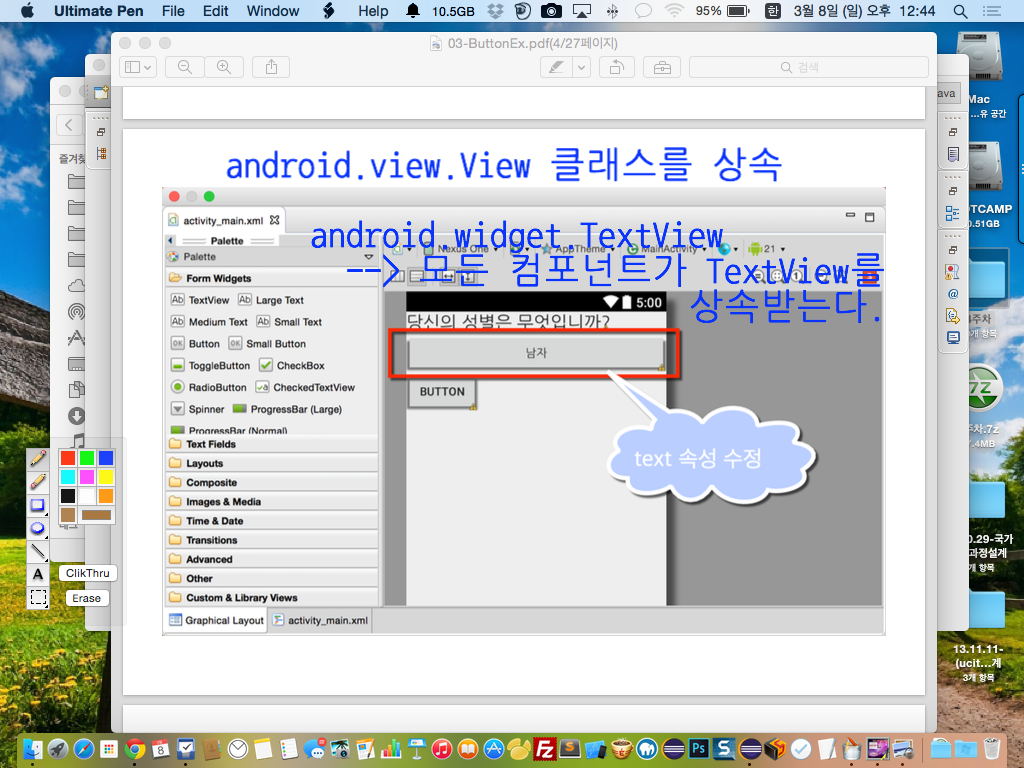 Ultimate Pen File Edit Window Help 10.5GB 95% 한 3월 8일 (일) 오후 12:44
03-ButtonEx.pdf(4/27페이지)
검색
즐겨찾
ava
Mac
...유 공간
android.view.View 클래스를 상속
activity_main.xml
Palette
Palette
android.widget.TextView
Nexus One AppTheme MainActivity 21
--> 모든 컴포넌트가 TextView를
상속받는다.
Form Widgets
TextView Large Text
Medium Text Small Text
Button Small Button
ToggleButton CheckBox
RadioButton CheckedTextView
Spinner ProgressBar (Large)
ProgressBar (Normal)
Text Fields
Layouts
Composite
Images & Media
Time & Date
Transitions
Advanced
Other
Custom & Library Views
Graphical Layout activity_main.xml
5:00
당신의 성별은 무엇입니까?
남자
BUTTON
text 속성 수정
ClikThru
Erase
OTCAMP
0.51GB
4주차
항목
7Z
주차.7z
.4MB
0.29-국가
과정설계
개 항목
13.11.11-
(ucit...계
3개 항목